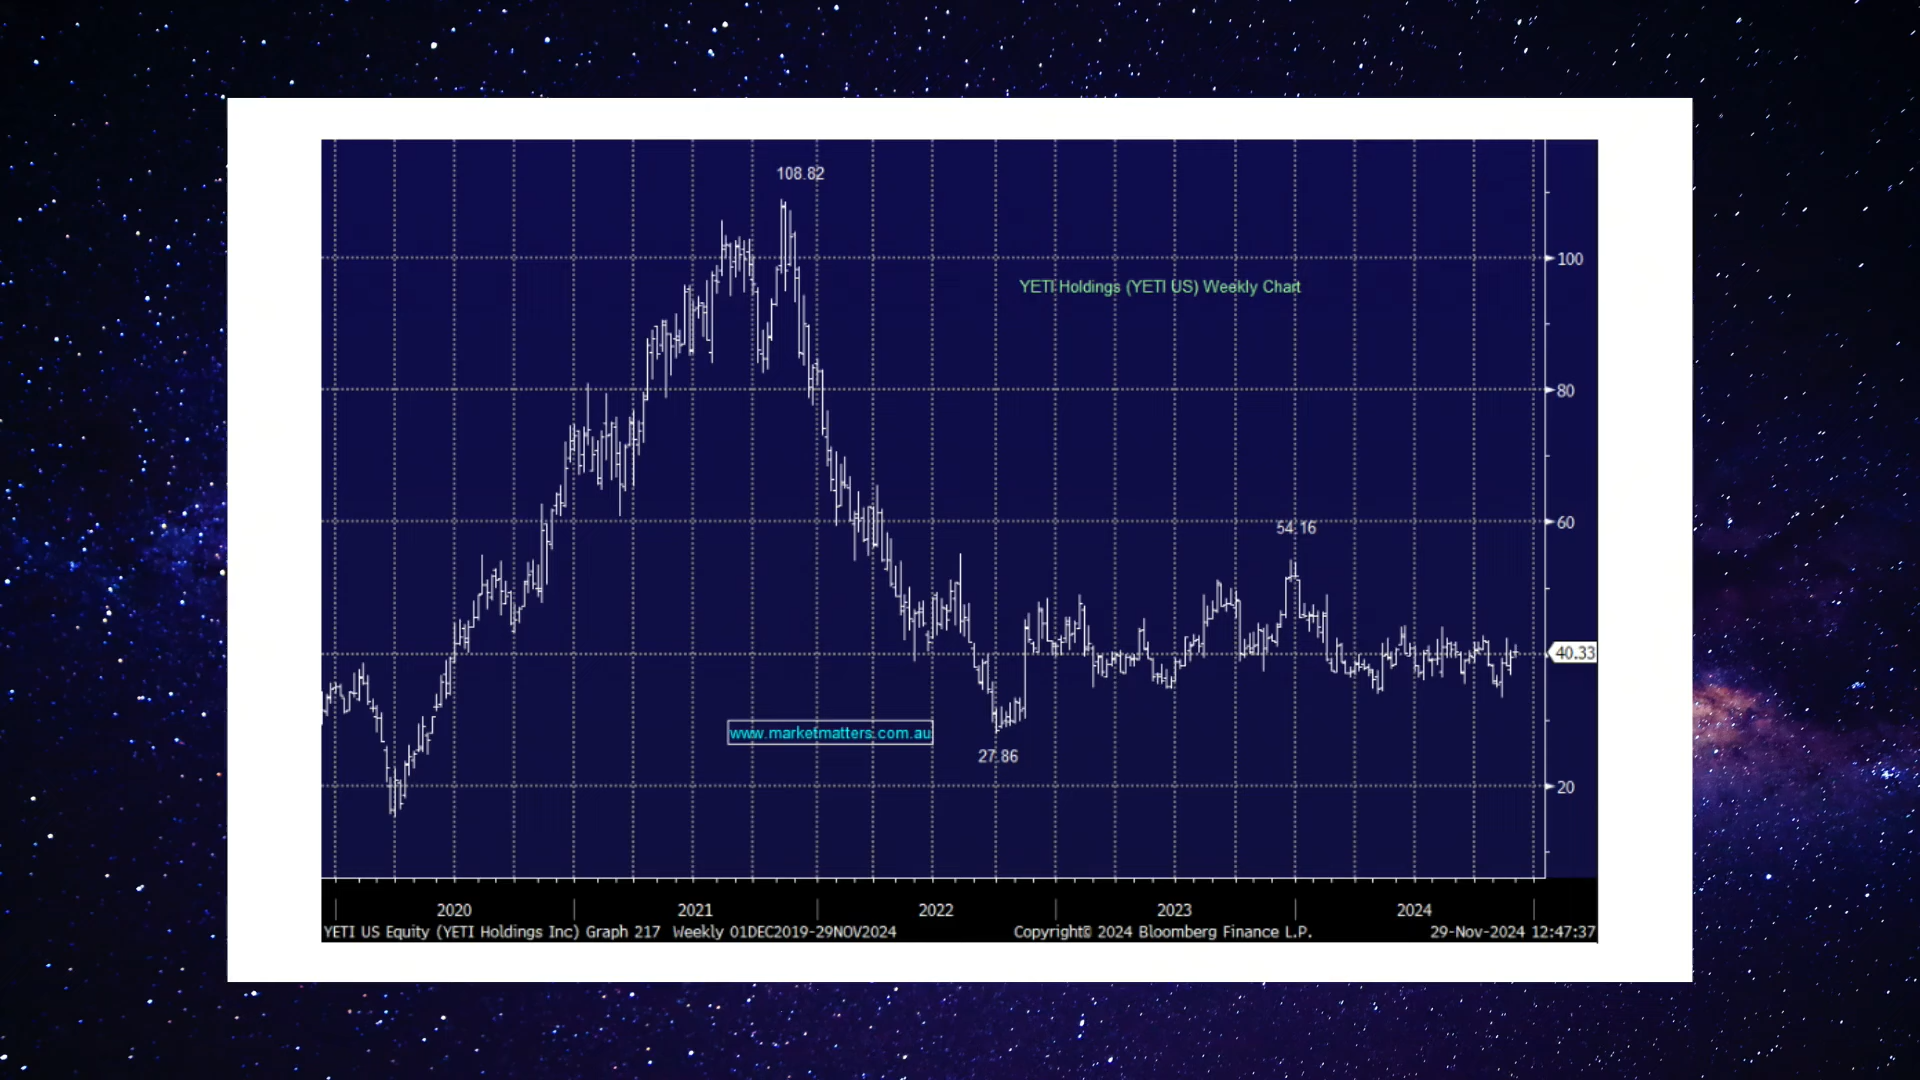 108.82
100
YETI Holdings (YETI US) Weekly Chart
80
60
54.16
40.33
www.marketmatters.com.au
27.86
20
2020 2021 2022 2023 2024
YETI US Equity (YETI Holdings Inc) Graph 217 Weekly 01DEC2019-29NOV2024 Copyright© 2024 Bloomberg Finance L.P. 29-Nov-2024 12:47:37